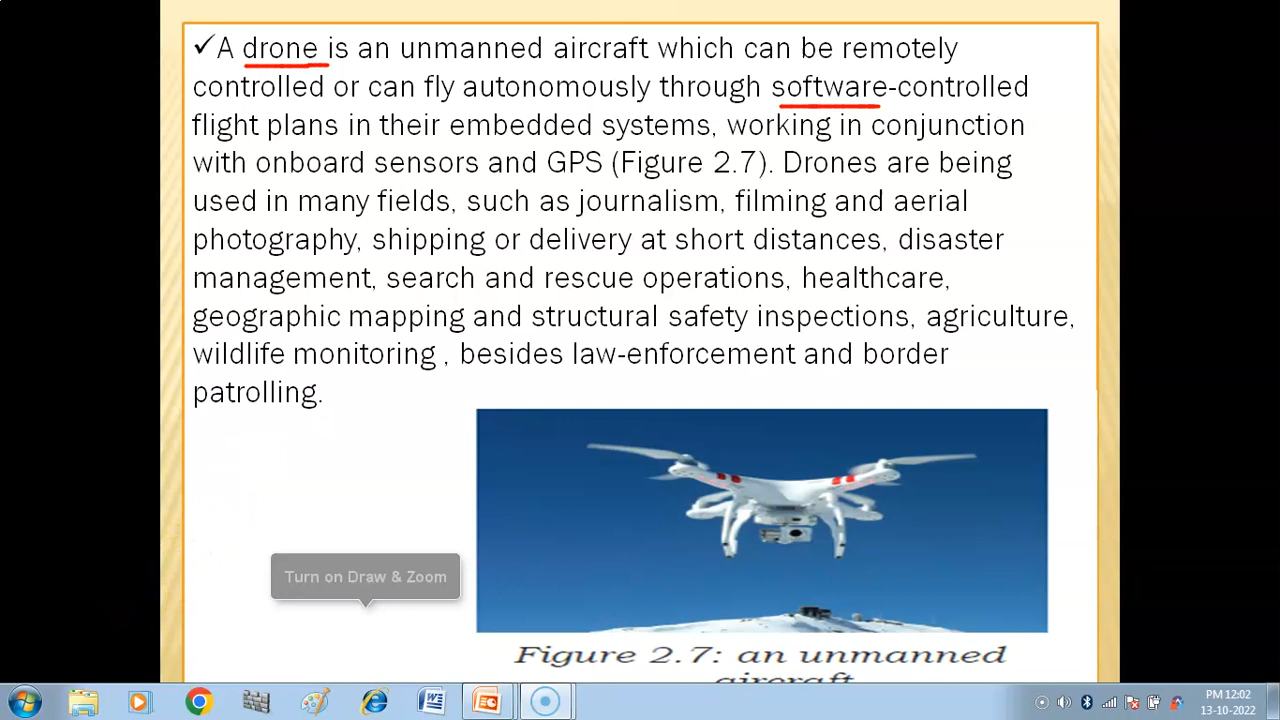 ✓A drone is an unmanned aircraft which can be remotely
controlled or can fly autonomously through software-controlled
flight plans in their embedded systems, working in conjunction
with onboard sensors and GPS (Figure 2.7). Drones are being
used in many fields, such as journalism, filming and aerial
photography, shipping or delivery at short distances, disaster
management, search and rescue operations, healthcare,
geographic mapping and structural safety inspections, agriculture,
wildlife monitoring , besides law-enforcement and border
patrolling.
Turn on Draw & Zoom
Figure 2.7: an unmanned
aircraft
PM 12:02
13-10-2022